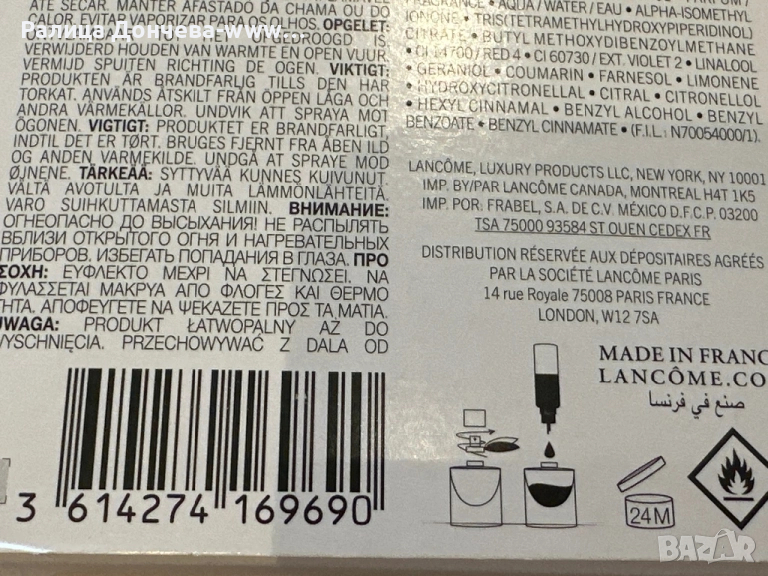 ATÉ SECAR. MANTER AFASTADO DA CHAMA OU DO
CALOR. EVITAR VAPORIZAR PARA OLHOS. OPGELET:
Ралица Дончева-www...
VERWIJDERD HOUDEN VAN WARMTE EN OPEN VUUR.
VERMIJD SPUITEN RICHTING DE OGEN. VIKTIGT:
PRODUKTEN ÄR BRANDFARLIG TILLS DEN HAR
TORKAT. ANVÄNDS ÅTSKILT FRÅN ÖPPEN LÅGA OCH
ANDRA VÄRMEKÄLLOR. UNDVIK ATT SPRAYA MOT
ÖGONEN. VIGTIGT: PRODUKTET ER BRANDFARLIGT,
INDTIL DET ER TØRT. BRUGES FJERNT FRA ÅBEN ILD
OG ANDEN VARMEKILDE. UNDGÅ AT SPRAYE MOD
ØJNENE. TÄRKEÄÄ: SYTTYVÄÄ KUNNES KUIVUNUT.
VÄLTÄ AVOTULTA JA MUITA LÄMMÖNLÄHTEITÄ.
VARO SUIHKUTTAMASTA SILMIIN. ВНИМАНИЕ:
ОГНЕОПАСНО ДО ВЫСЫХАНИЯ! НЕ РАСПЫЛЯТЬ
ВБЛИЗИ ОТКРЫТОГО ОГНЯ И НАГРЕВАТЕЛЬНЫХ
ПРИБОРОВ. ИЗБЕГАТЬ ПОПАДАНИЯ В ГЛАЗА. ΠΡΟ
ΣΟΧΗ: ΕΥΦΛΕΚΤΟ ΜΕΧΡΙ ΝΑ ΣΤΕΓΝΩΣΕΙ. ΝΑ
ΦΥΛΑΣΣΕΤΑΙ ΜΑΚΡΥΑ ΑΠΟ ΦΛΟΓΕΣ ΚΑΙ ΘΕΡΜΟ
ΤΗΤΑ. ΑΠΟΦΕΥΓΕΤΕ ΝΑ ΨΕΚΑΖΕΤΕ ΠΡΟΣ ΤΑ ΜΑΤΙΑ.
UWAGA: PRODUKT ŁATWOPALNY AŻ DO
WYSCHNIĘCIA. PRZECHOWYWAĆ Z DALA OD
3 614274 169690
FRAGRANCE • AQUA / WATER / EAU • ALPHA-ISOMETHYL
IONONE • TRIS(TETRAMETHYLHYDROXYPIPERIDINOL)
CITRATE • BUTYL METHOXYDIBENZOYLMETHANE
• CI 14700 / RED 4 • CI 60730 / EXT. VIOLET 2 • LINALOOL
• GERANIOL • COUMARIN • FARNESOL • LIMONENE
• HYDROXYCITRONELLAL • CITRAL • CITRONELLOL
• HEXYL CINNAMAL • BENZYL ALCOHOL • BENZYL
BENZOATE • BENZYL CINNAMATE • (F.I.L. : N70054000/1).
LANCÔME, LUXURY PRODUCTS LLC, NEW YORK, NY 10001
IMP. BY/PAR LANCÔME CANADA, MONTREAL H4T 1K5
IMP. POR: FRABEL, S.A. DE C.V. MÉXICO D.F. C.P. 03200
TSA 75000 93584 ST OUEN CEDEX FR
DISTRIBUTION RÉSERVÉE AUX DÉPOSITAIRES AGRÉÉS
PAR LA SOCIÉTÉ LANCÔME PARIS
14 rue Royale 75008 PARIS FRANCE
LONDON, W12 7SA
MADE IN FRANC
LANCÔME.CO
صنع في فرنسا
24M
BAZAR.bg